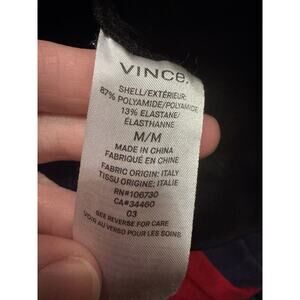 VINCe.
SHELL/EXTÉRIEUR:
87% POLYAMIDE/POLYAMIDE
13% ELASTANE/
ÉLASTHANNE
M/M
MADE IN CHINA
FABRIQUÉ EN CHINE
FABRIC ORIGIN: ITALY
TISSU ORIGINE: ITALIE
RN#106730
CA#34460
03
SEE REVERSE FOR CARE
VOIR AU VERSO POUR LES SOINS